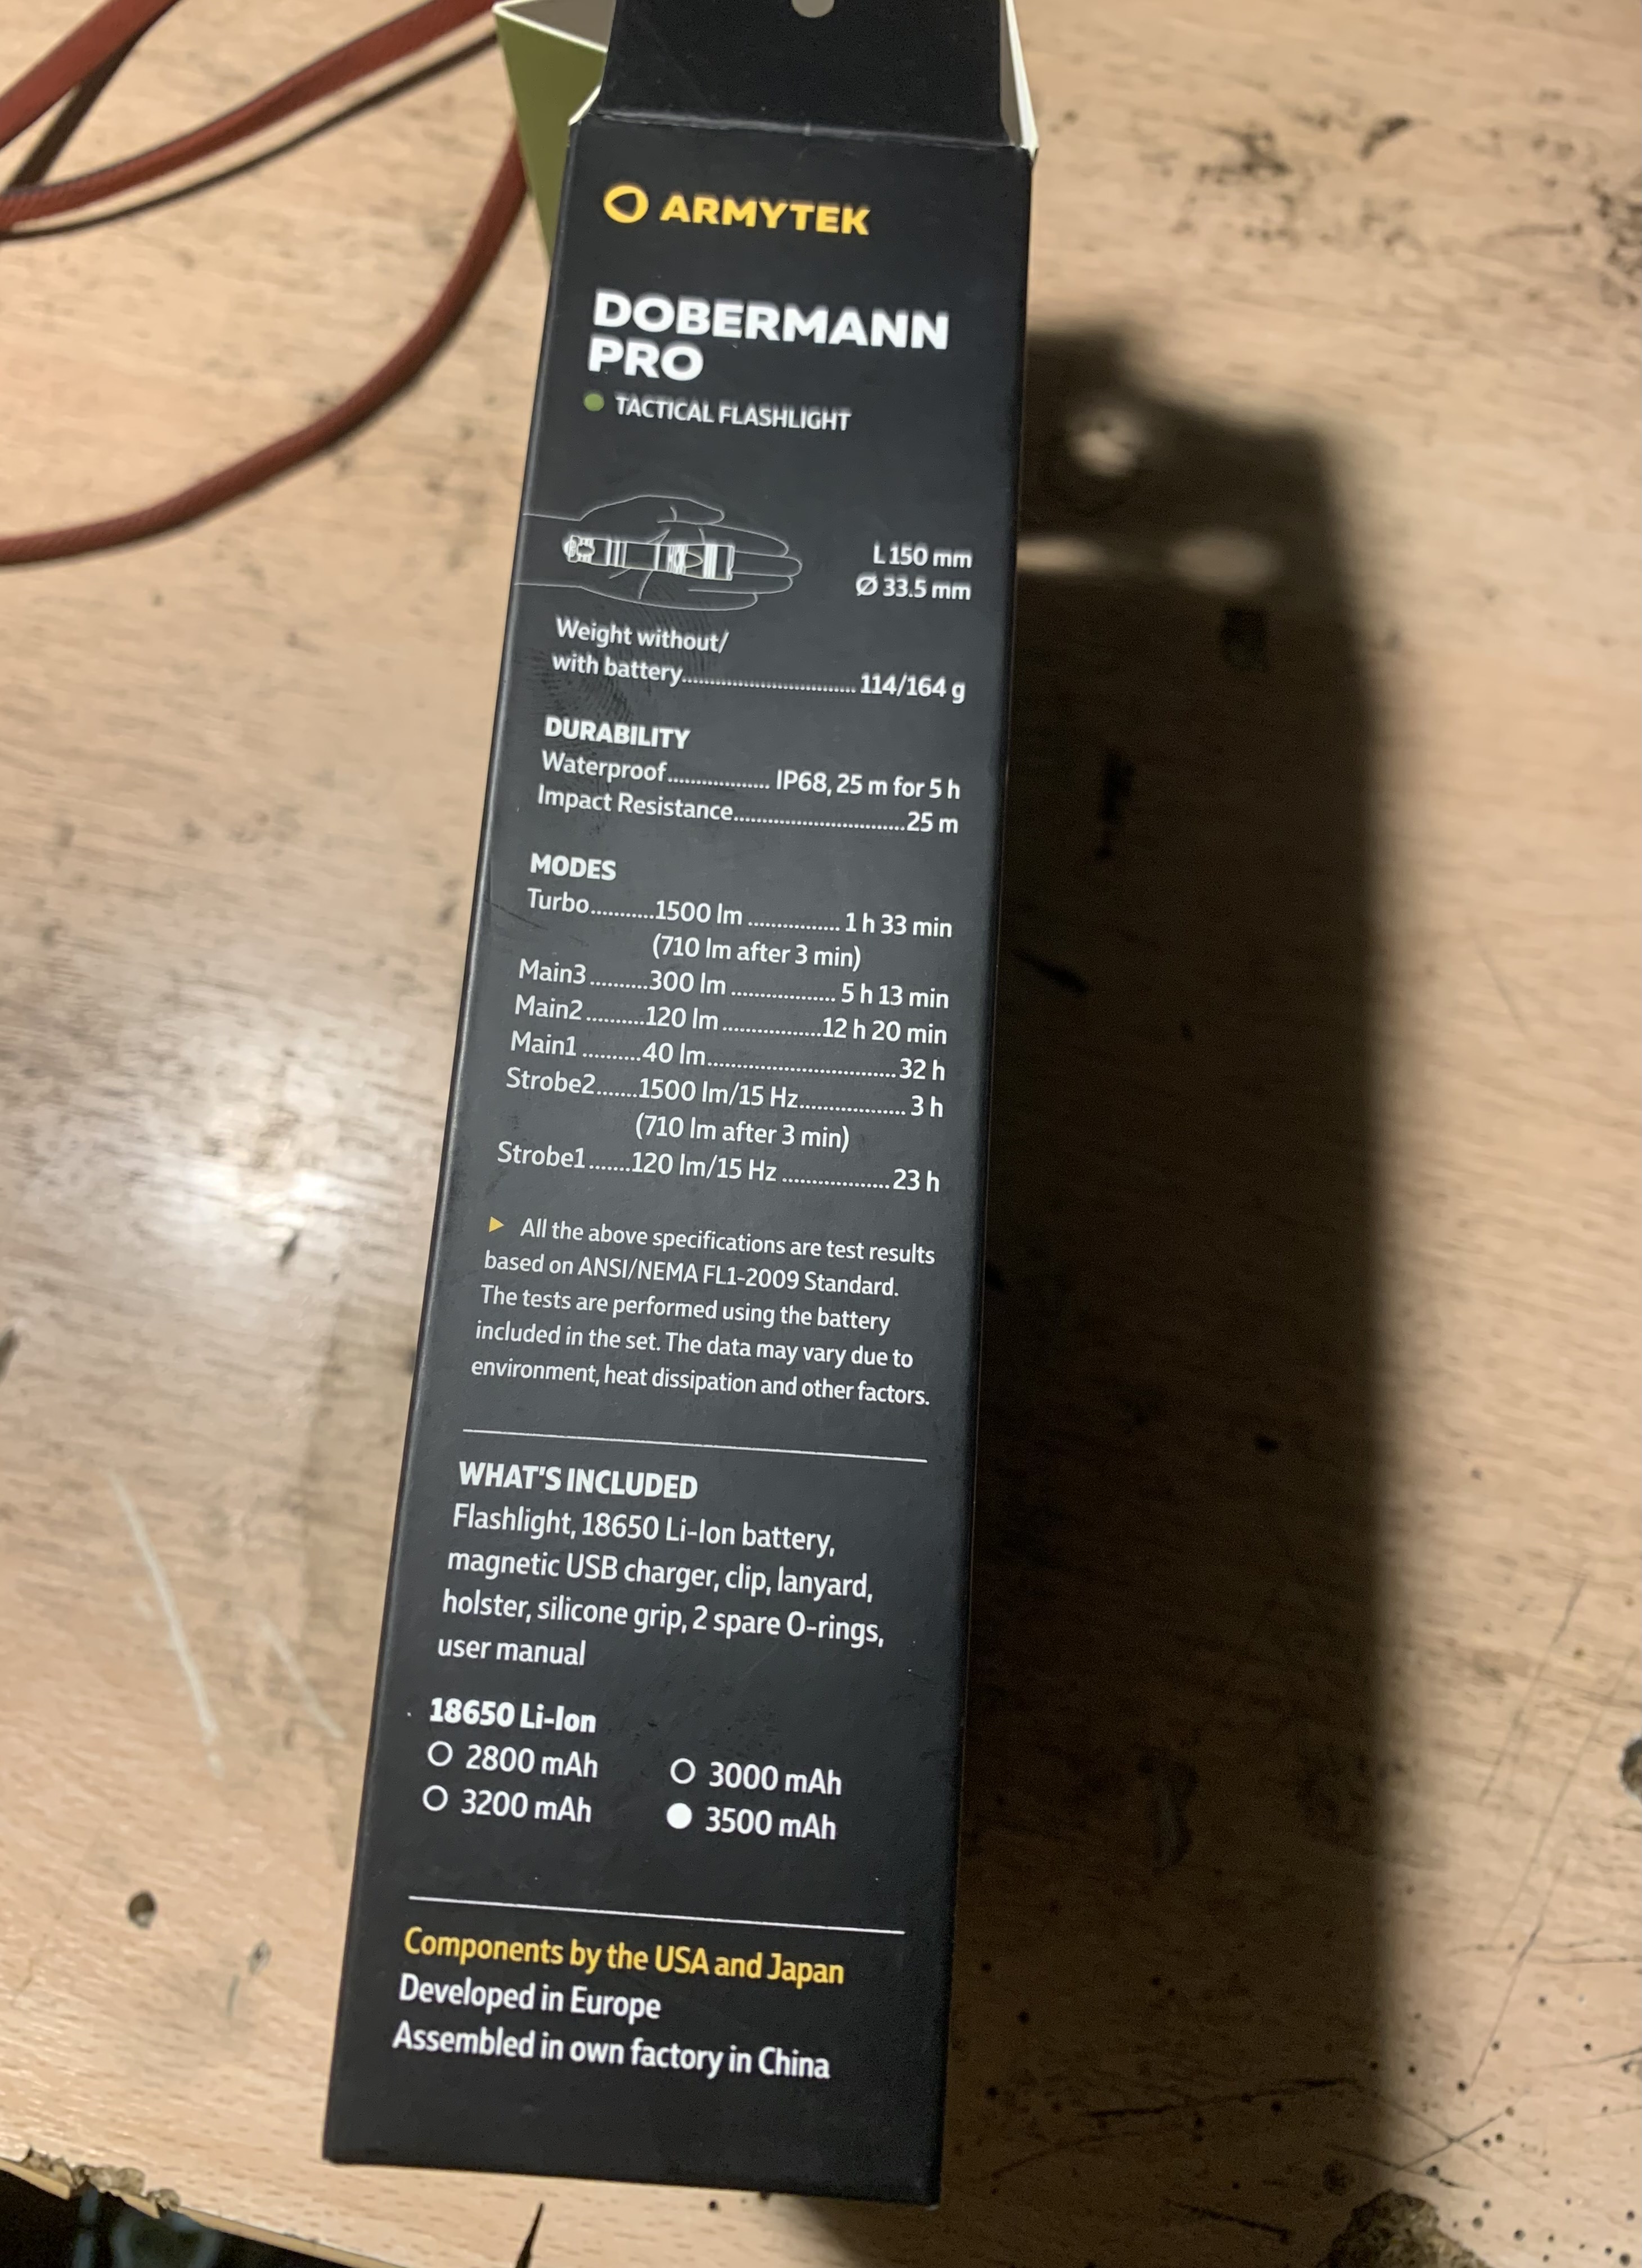 ARMYTEK
DOBERMANN
PRO
TACTICAL FLASHLIGHT
L 150 mm
Ø 33.5 mm
Weight without/
with battery..................................114/164 g
DURABILITY
Waterproof.................... IP68, 25 m for 5 h
Impact Resistance.................................25 m
MODES
Turbo............1500 lm ................. 1 h 33 min
(710 lm after 3 min)
Main3...........300 lm .................... 5 h 13 min
Main2...........120 lm...................12 h 20 min
Main1 ...........40 lm....................................32 h
Strobe2........1500 lm/15 Hz.................... 3 h
(710 lm after 3 min)
Strobe1........120 lm/15 Hz .....................23 h
▶ All the above specifications are test results
based on ANSI/NEMA FL1-2009 Standard.
The tests are performed using the battery
included in the set. The data may vary due to
environment, heat dissipation and other factors.
WHAT'S INCLUDED
Flashlight, 18650 Li-Ion battery,
magnetic USB charger, clip, lanyard,
holster, silicone grip, 2 spare O-rings,
user manual
18650 Li-Ion
○ 2800 mAh ○ 3000 mAh
○ 3200 mAh ● 3500 mAh
Components by the USA and Japan
Developed in Europe
Assembled in own factory in China